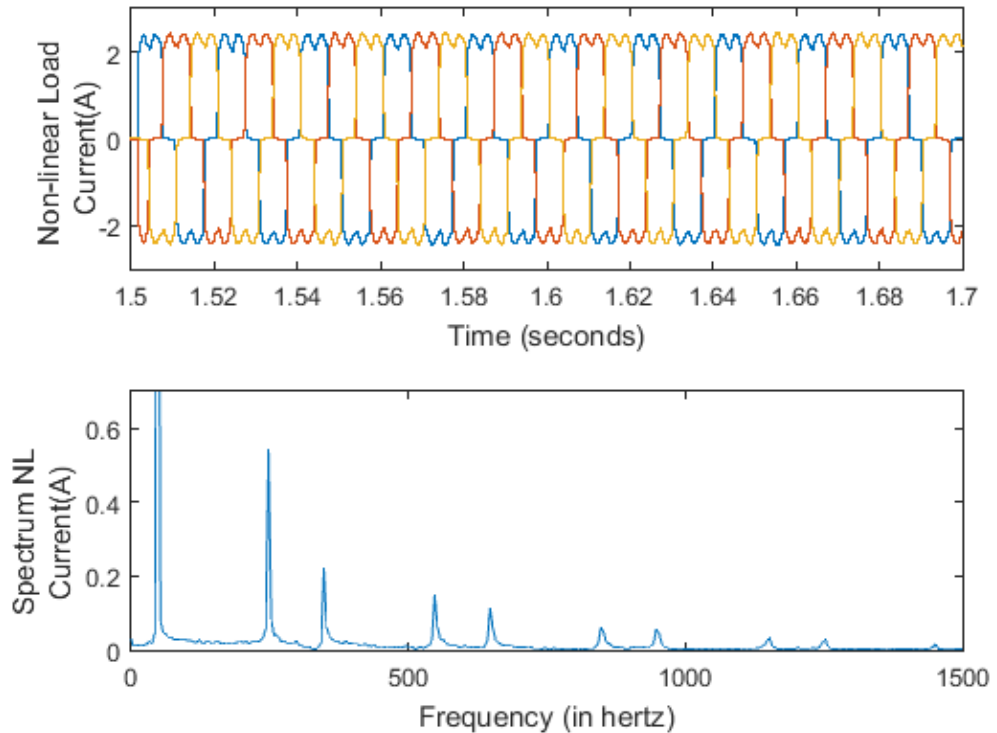 Non-linear Load
Current(A)
2
0
-2
1.5 1.52 1.54 1.56 1.58 1.6 1.62 1.64 1.66 1.68 1.7
Time (seconds)
Spectrum NL
Current(A)
0.6
0.4
0.2
0
0 500 1000 1500
Frequency (in hertz)